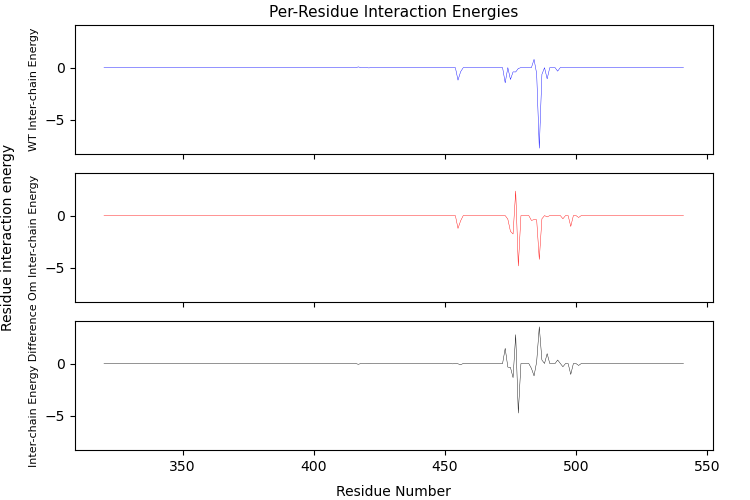 Per-Residue Interaction Energies
Residue interaction energy
WT Inter-chain Energy
0
−5
Om Inter-chain Energy
0
−5
Inter-chain Energy Difference
0
−5
350
400
450
500
550
Residue Number